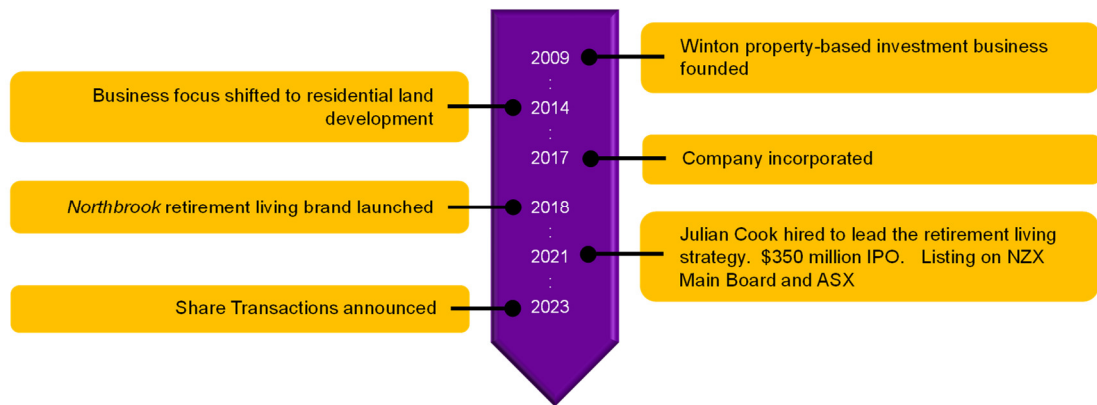 2009
Winton property-based investment business
founded
:
Business focus shifted to residential land
development
2014
:
2017
Company incorporated
Northbrook retirement living brand launched
2018
:
2021
Julian Cook hired to lead the retirement living
strategy. $350 million IPO. Listing on NZX
Main Board and ASX
:
Share Transactions announced
2023